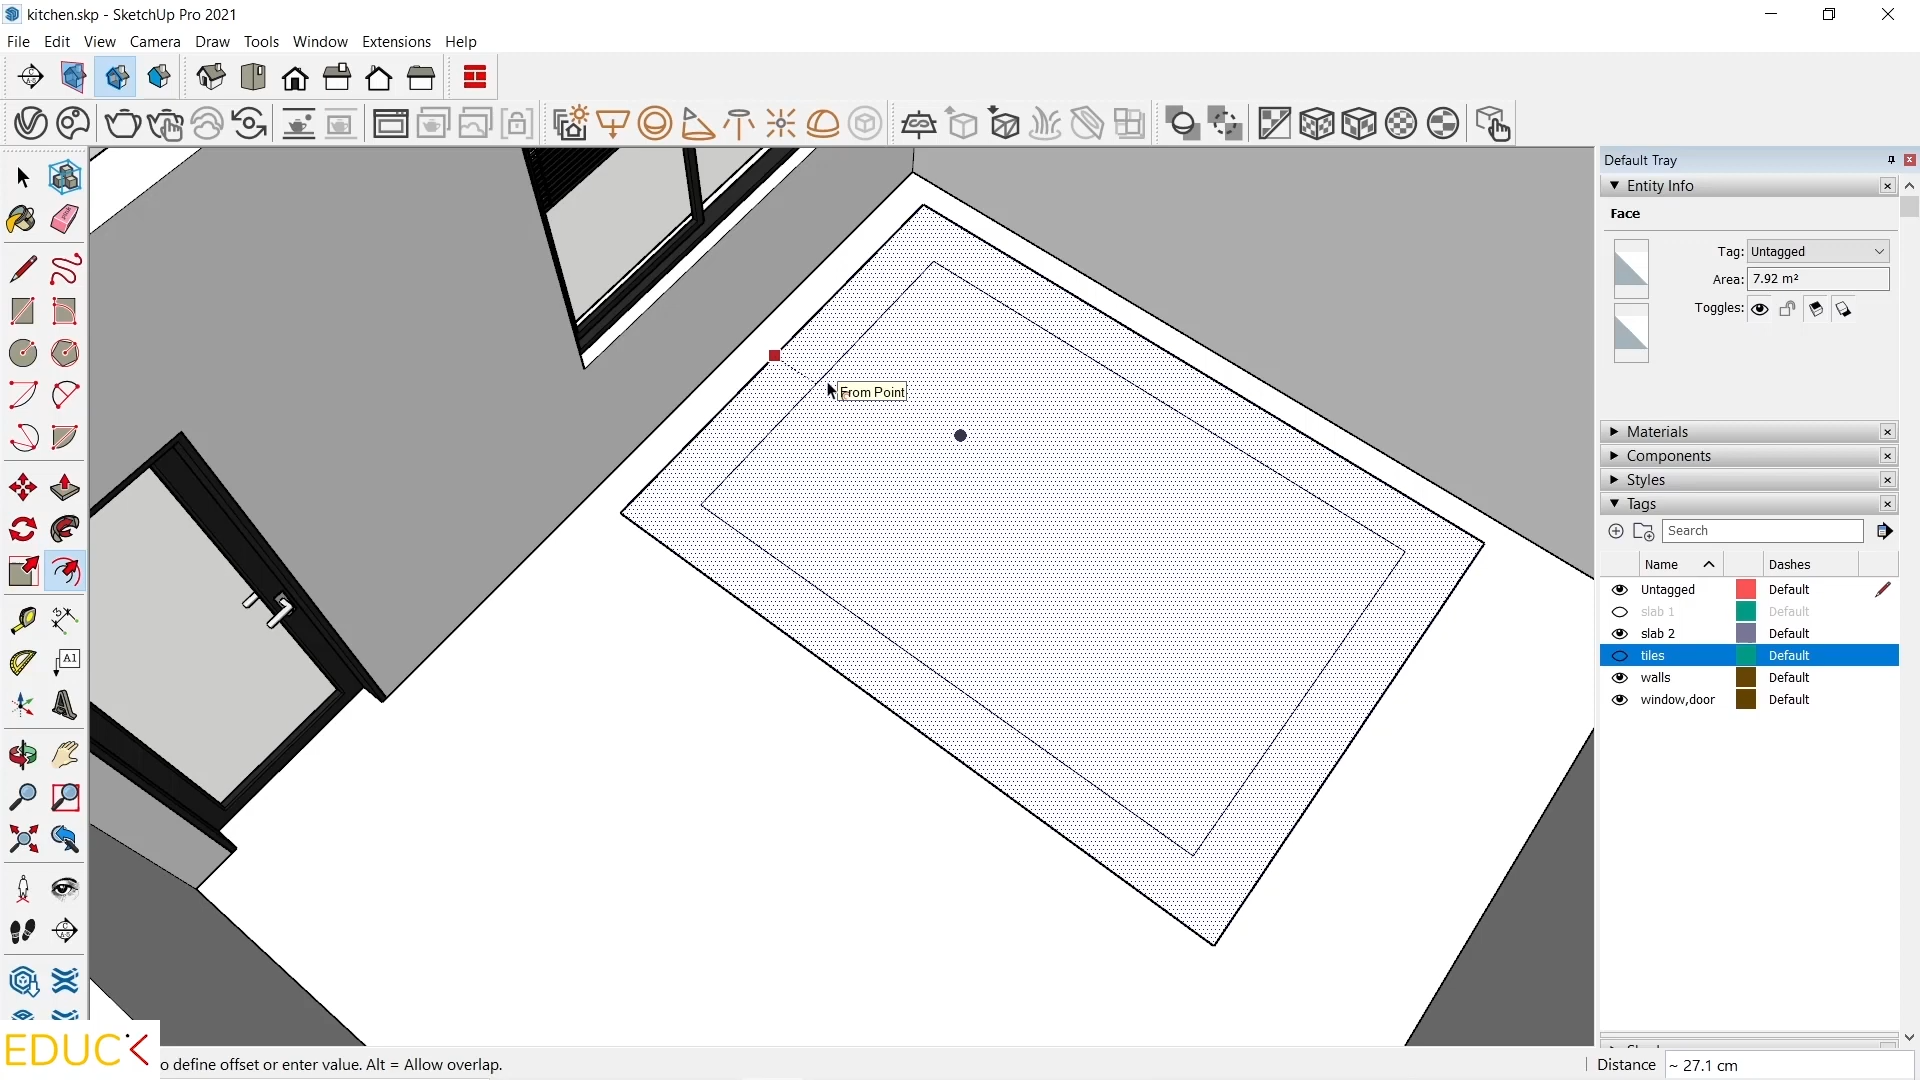 kitchen.skp - SketchUp Pro 2021
File Edit View Camera Draw Tools Window Extensions Help
Default Tray
Entity Info
Face
Tag: Untagged
Area: 7.92 m²
Toggles:
From Point
Materials
Components
Styles
Tags
Search
Name Dashes
Untagged Default
slab 1 Default
slab 2 Default
tiles Default
walls Default
window,door Default
A1
EDUC
o define offset or enter value. Alt = Allow overlap.
Distance ~ 27.1 cm